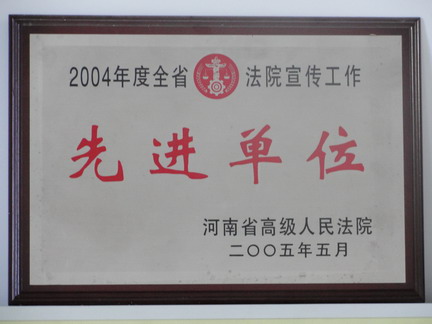 2004年度全省 法院宣传工作
先进单位
河南省高级人民法院
二〇〇五年五月